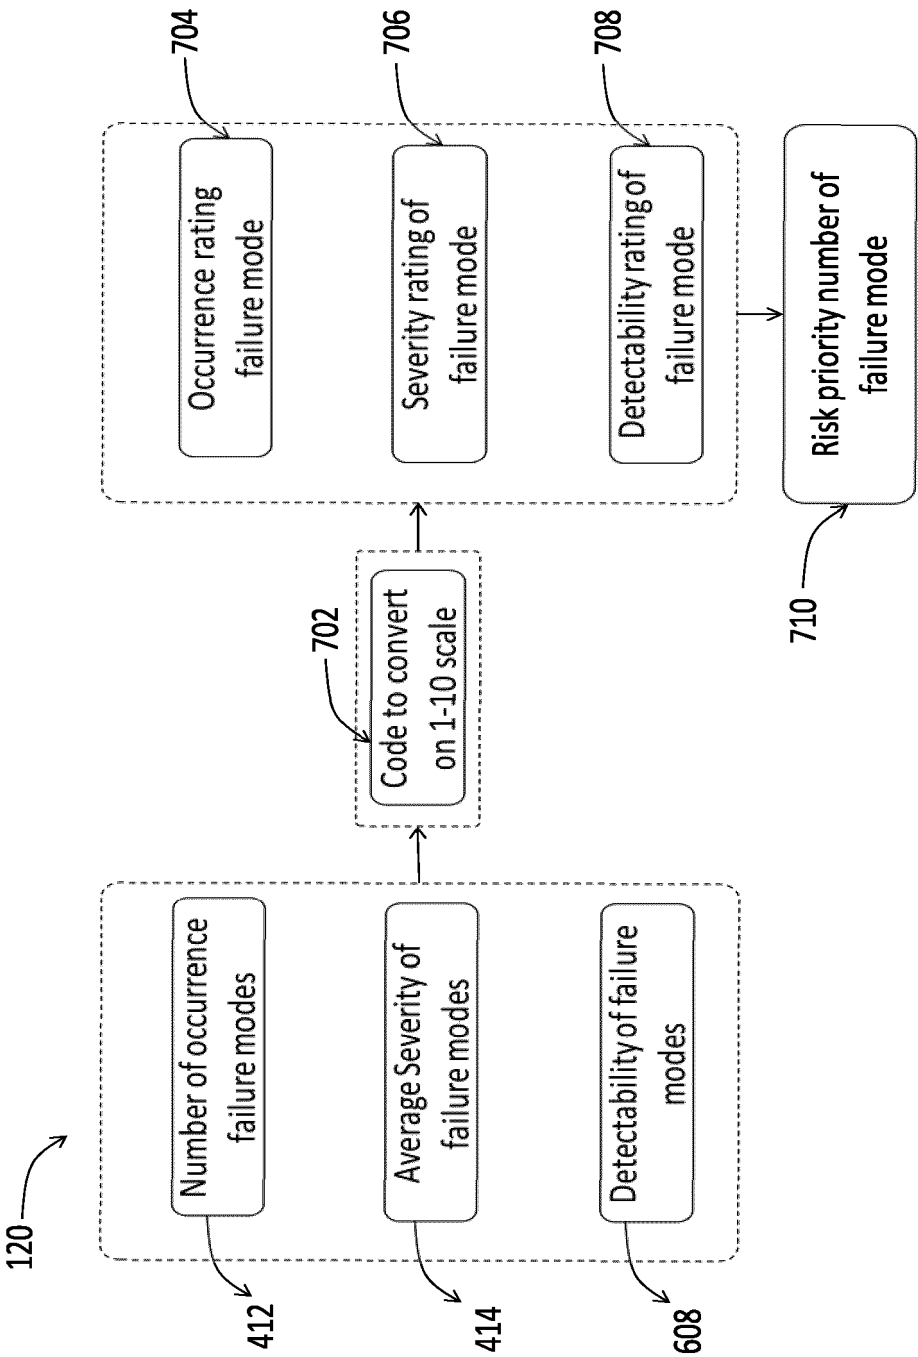 120
412
Number of occurrence
failure modes
414
Average Severity of
failure modes
608
Detectability of failure
modes
702
Code to convert
on 1-10 scale
704
Occurrence rating
failure mode
706
Severity rating of
failure mode
708
Detectability rating of
failure mode
710
Risk priority number of
failure mode